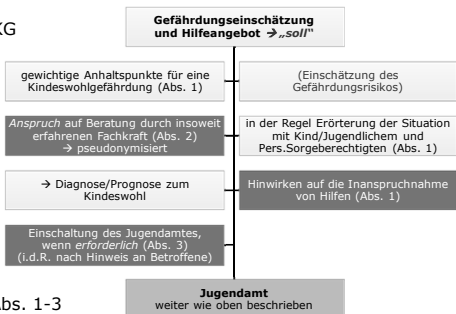 KG
Gefährdungseinschätzung
und Hilfeangebot → „soll“
gewichtige Anhaltspunkte für eine
Kindeswohlgefährdung (Abs. 1)
(Einschätzung des
Gefährdungsrisikos)
Anspruch auf Beratung durch insoweit
erfahrenen Fachkraft (Abs. 2)
→ pseudonymisiert
in der Regel Erörterung der Situation
mit Kind/Jugendlichem und
Pers.Sorgeberechtigten (Abs. 1)
→ Diagnose/Prognose zum
Kindeswohl
Hinwirken auf die Inanspruchnahme
von Hilfen (Abs. 1)
Einschaltung des Jugendamtes,
wenn erforderlich (Abs. 3)
(i.d.R. nach Hinweis an Betroffene)
Abs. 1-3
Jugendamt
weiter wie oben beschrieben